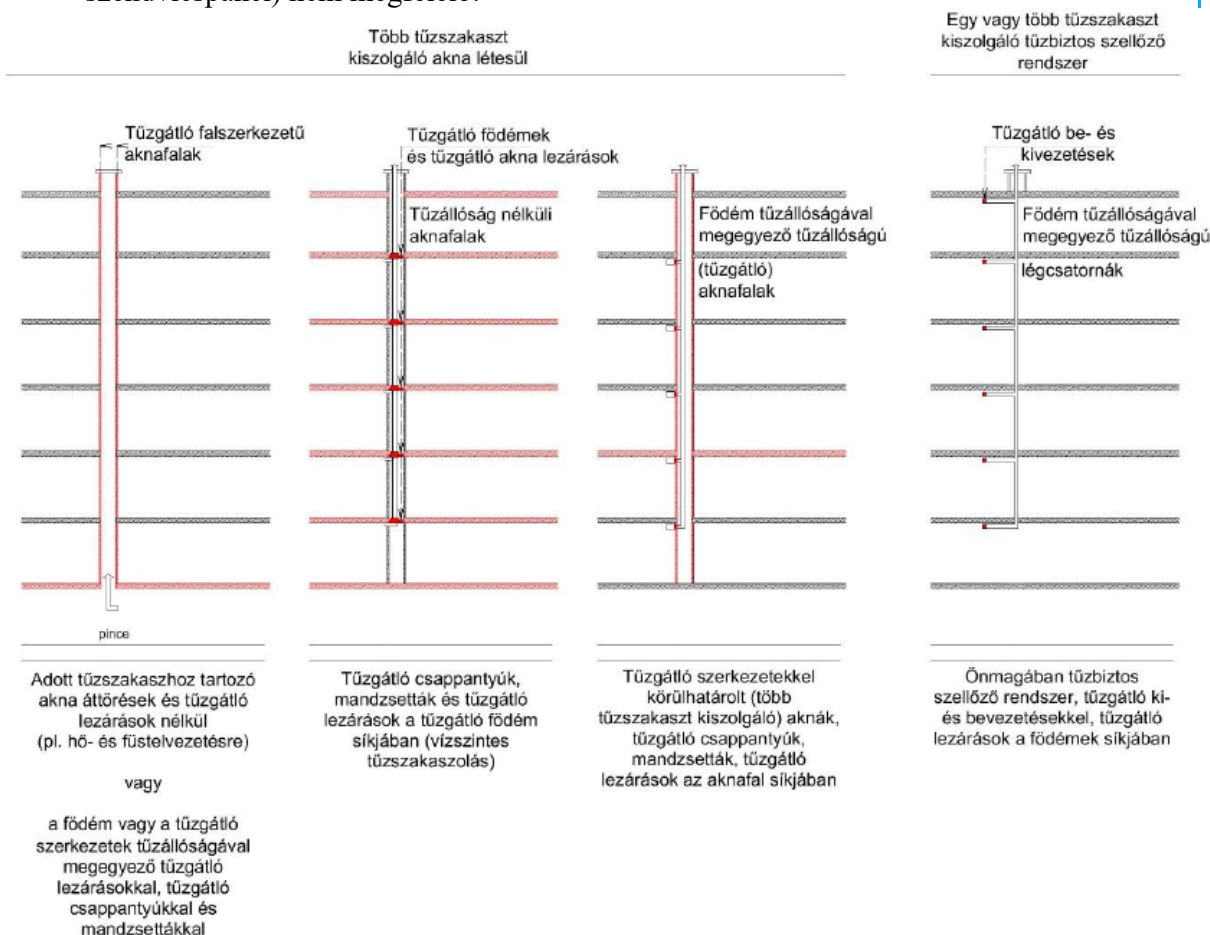 szendvicspanel) nem megfelelő.
Több tűzszakaszt
kiszolgáló akna létesül
Egy vagy több tűzszakaszt
kiszolgáló tűzbiztos szellőző
rendszer
Tűzgátló falszerkezetű
aknafalak
Tűzgátló födémek
és tűzgátló akna lezárások
Tűzállóság nélküli
aknafalak
Födém tűzállóságával
megegyező tűzállóságú
(tűzgátló)
aknafalak
Tűzgátló be- és
kivezetések
Födém tűzállóságával
megegyező tűzállóságú
légcsatornák
pince
Adott tűzszakaszhoz tartozó
akna áttörések és tűzgátló
lezárások nélkül
(pl. hő- és füstelvezetésre)
vagy
a födém vagy a tűzgátló
szerkezetek tűzállóságával
megegyező tűzgátló
lezárásokkal, tűzgátló
csappantyúkkal és
mandzsettákkal
Tűzgátló csappantyúk,
mandzsetták és tűzgátló
lezárások a tűzgátló födém
síkjában (vízszintes
tűzszakaszolás)
Tűzgátló szerkezetekkel
körülhatárolt (több
tűzszakaszt kiszolgáló) aknák,
tűzgátló csappantyúk,
mandzsetták, tűzgátló
lezárások az aknafal síkjában
Önmagában tűzbiztos
szellőző rendszer, tűzgátló ki-
és bevezetésekkel, tűzgátló
lezárások a födémek síkjában